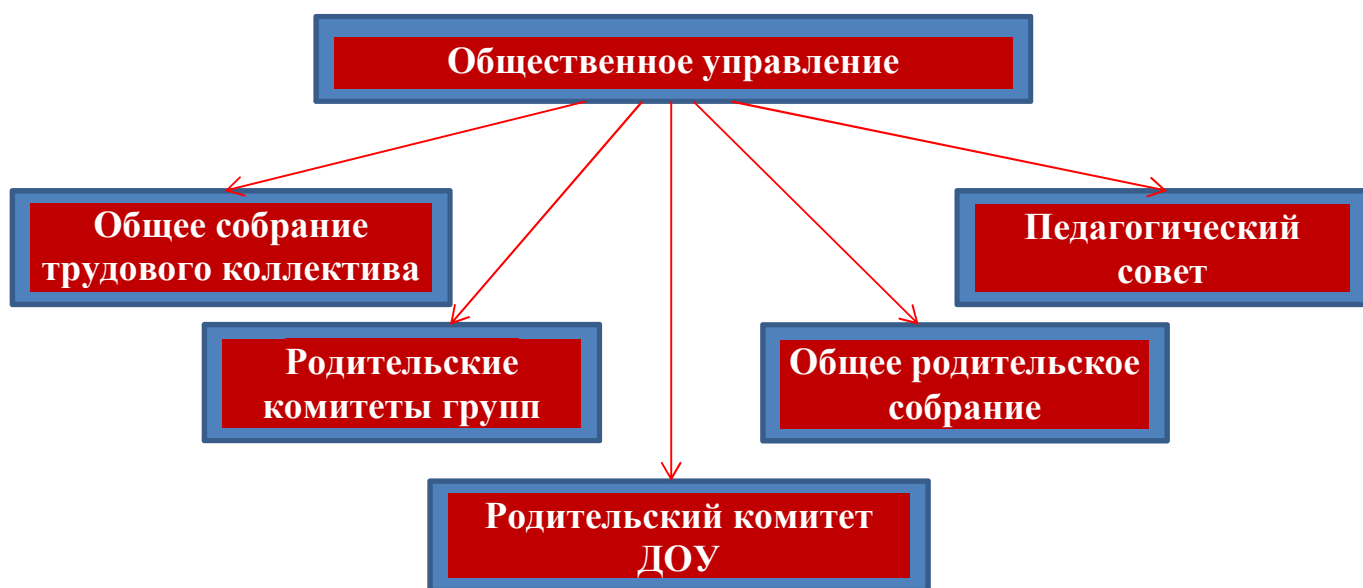 Общественное управление
Общее собрание
трудового коллектива
Педагогический
совет
Родительские
комитеты групп
Общее родительское
собрание
Родительский комитет
ДОУ